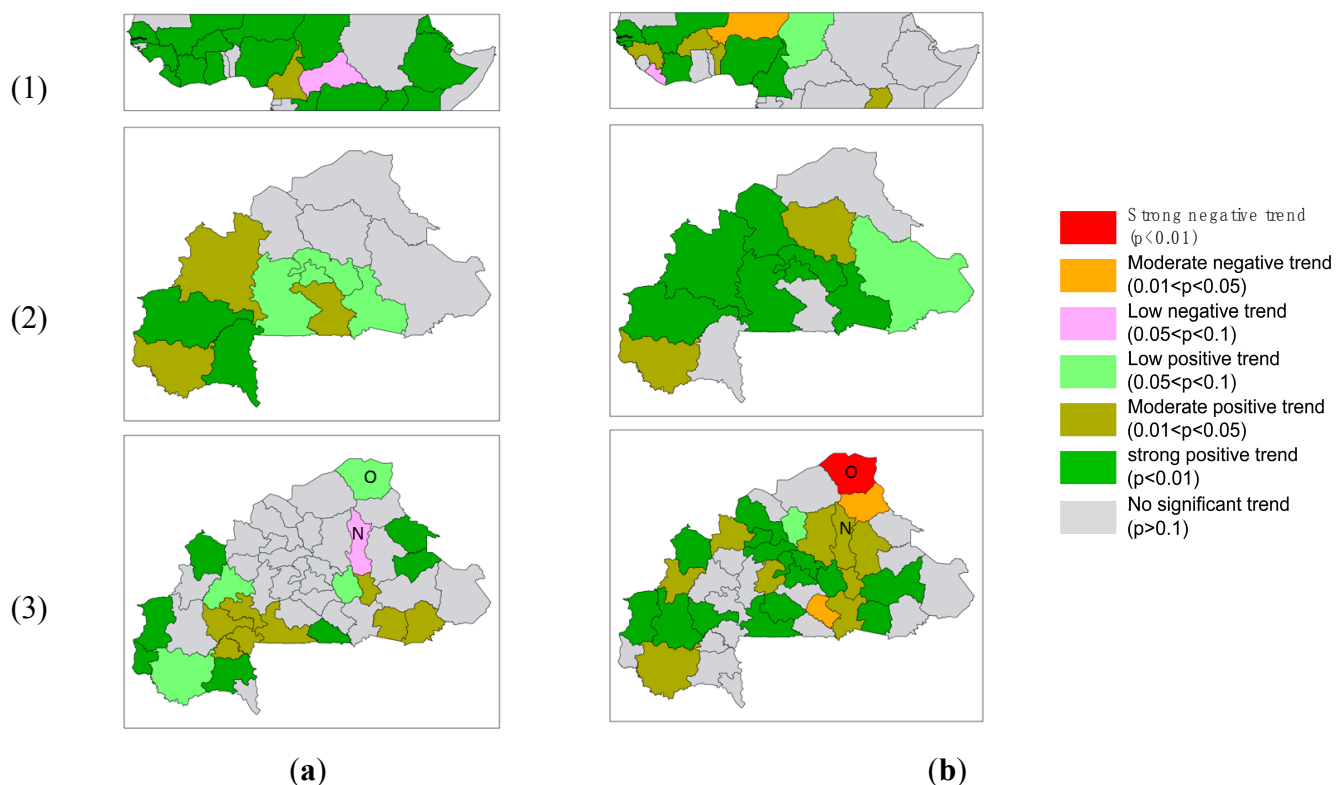 (1)
(2)
(3)
O
N
O
N
(a)
(b)
Strong negative trend
(p<0.01)
Moderate negative trend
(0.01<p<0.05)
Low negative trend
(0.05<p<0.1)
Low positive trend
(0.05<p<0.1)
Moderate positive trend
(0.01<p<0.05)
strong positive trend
(p<0.01)
No significant trend
(p>0.1)